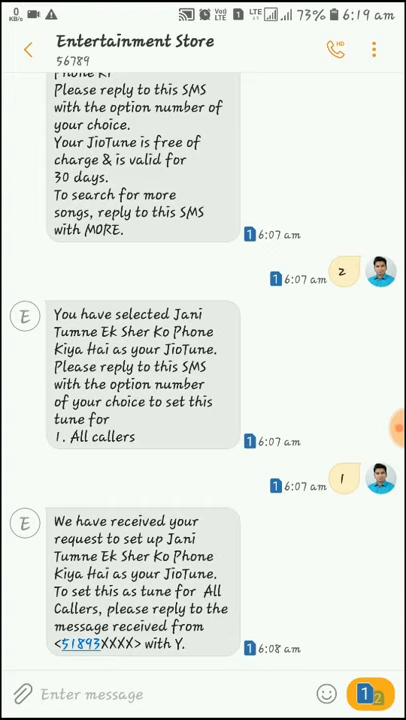 0 KB/s Vo) LTE 1 LTE 73% 6:19 am
Entertainment Store
56789
Phone Ki
Please reply to this SMS
with the option number of
your choice.
Your JioTune is free of
charge & is valid for
30 days.
To search for more
songs, reply to this SMS
with MORE.
1 6:07 am
1 6:07 am 2
E
You have selected Jani
Tumne Ek Sher Ko Phone
Kiya Hai as your JioTune.
Please reply to this SMS
with the option number
of your choice to set this
tune for
1. All callers
1 6:07 am
1 6:07 am 1
E
We have received your
request to set up Jani
Tumne Ek Sher Ko Phone
Kiya Hai as your JioTune.
To set this as tune for All
Callers, please reply to the
message received from
<51893XXXX> with Y.
1 6:08 am
Enter message
1 2